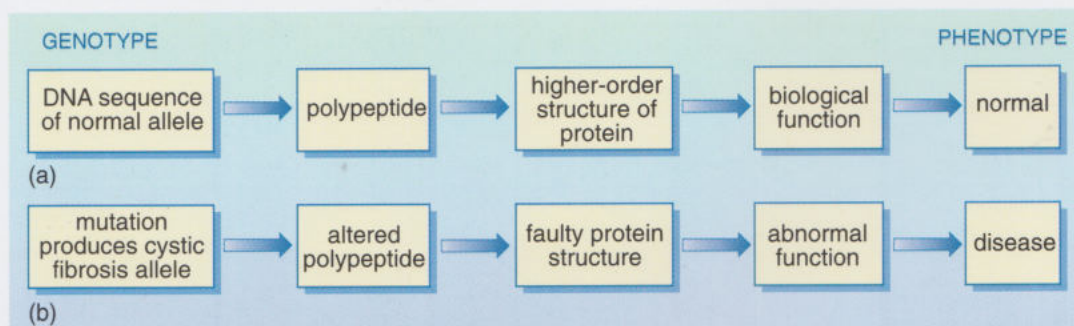 GENOTYPE
PHENOTYPE
DNA sequence
of normal allele
polypeptide
higher-order
structure of
protein
biological
function
normal
(a)
mutation
produces cystic
fibrosis allele
altered
polypeptide
faulty protein
structure
abnormal
function
disease
(b)